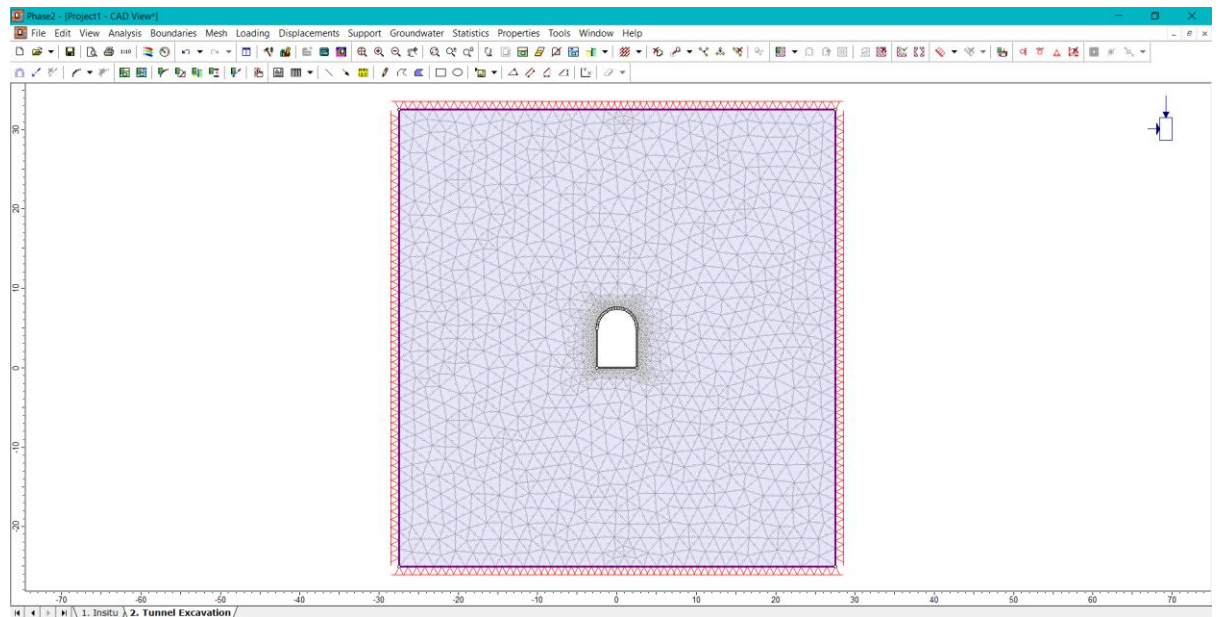 Phase2 - [Project1 - CAD View*]
File Edit View Analysis Boundaries Mesh Loading Displacements Support Groundwater Statistics Properties Tools Window Help
30
20
10
0
-10
-20
-70 -60 -50 -40 -30 -20 -10 0 10 20 30 40 50 60 70
1. Insitu 2. Tunnel Excavation